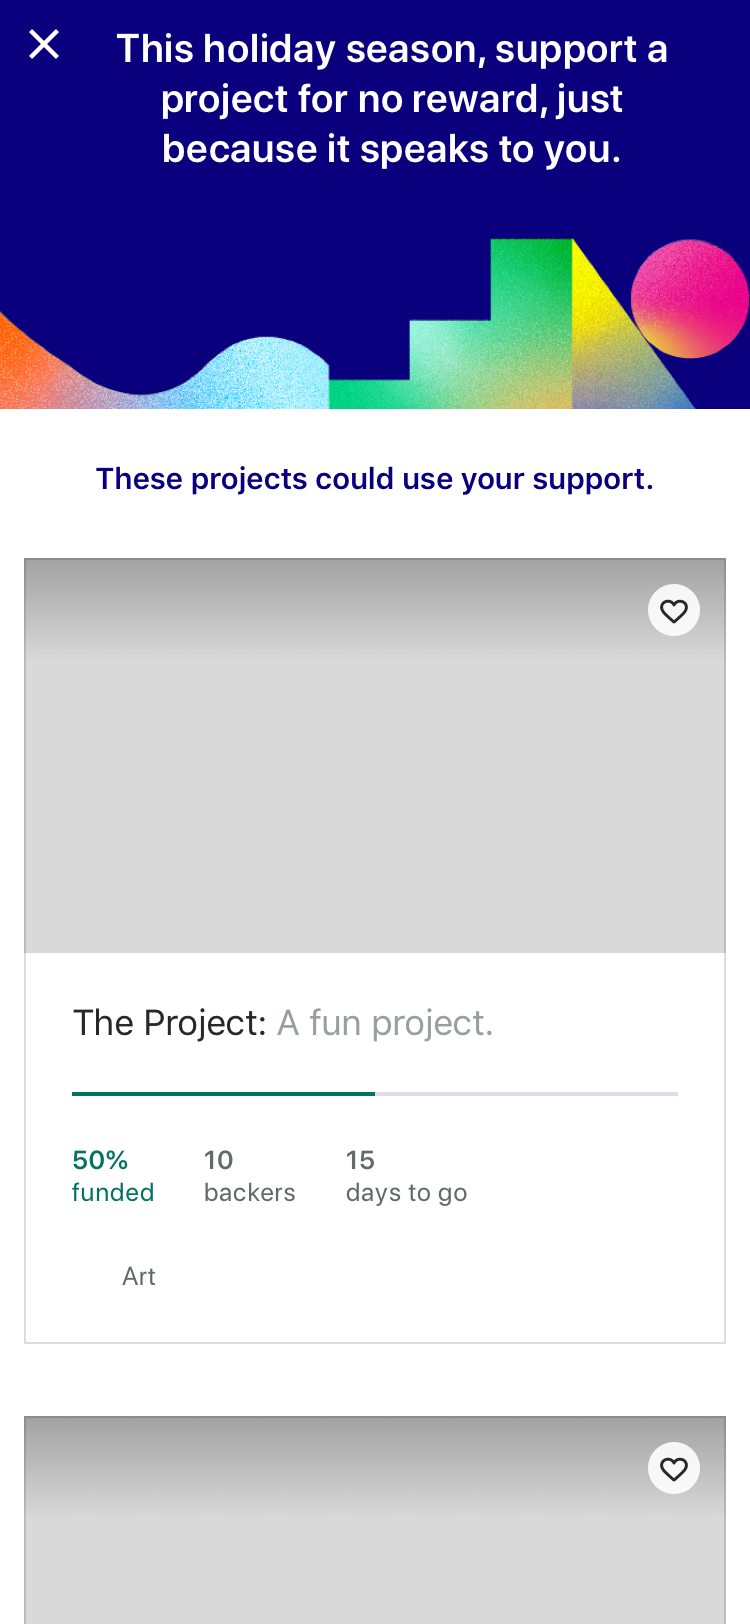 This holiday season, support a
project for no reward, just
because it speaks to you.
These projects could use your support.
The Project: A fun project.
50% 10 15
funded backers days to go
Art